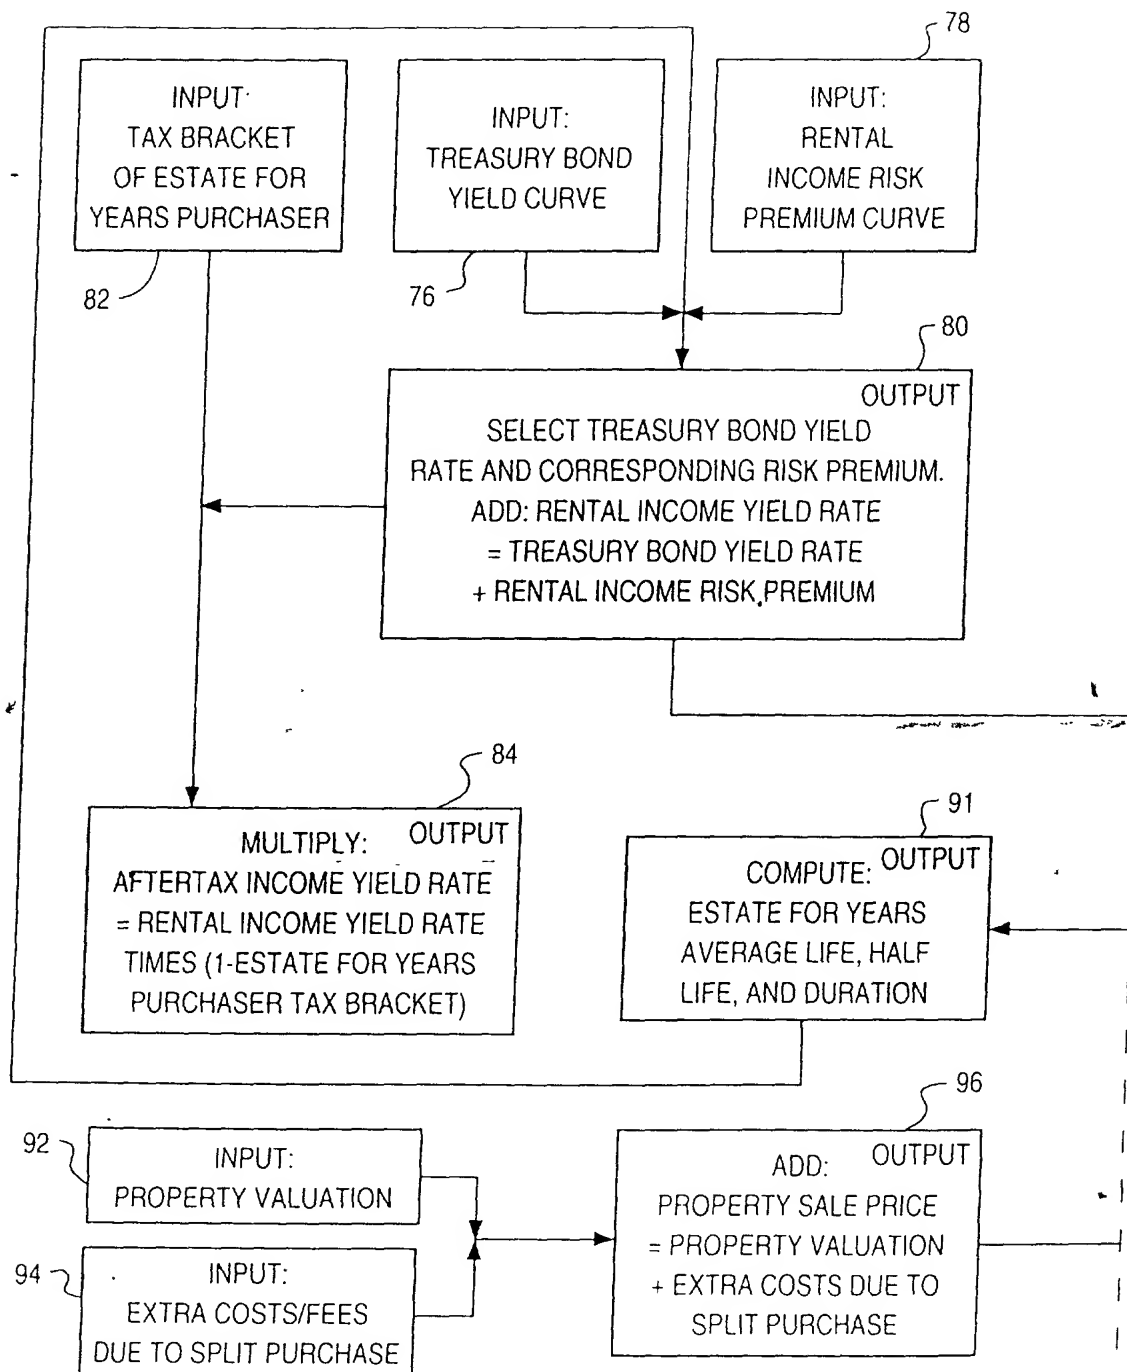 78
INPUT:
TAX BRACKET
OF ESTATE FOR
YEARS PURCHASER
82
INPUT:
TREASURY BOND
YIELD CURVE
76
INPUT:
RENTAL
INCOME RISK
PREMIUM CURVE
80
OUTPUT
SELECT TREASURY BOND YIELD
RATE AND CORRESPONDING RISK PREMIUM.
ADD: RENTAL INCOME YIELD RATE
= TREASURY BOND YIELD RATE
+ RENTAL INCOME RISK PREMIUM
84
MULTIPLY: OUTPUT
AFTERTAX INCOME YIELD RATE
= RENTAL INCOME YIELD RATE
TIMES (1-ESTATE FOR YEARS
PURCHASER TAX BRACKET)
91
COMPUTE: OUTPUT
ESTATE FOR YEARS
AVERAGE LIFE, HALF
LIFE, AND DURATION
92
INPUT:
PROPERTY VALUATION
94
INPUT:
EXTRA COSTS/FEES
DUE TO SPLIT PURCHASE
96
ADD: OUTPUT
PROPERTY SALE PRICE
= PROPERTY VALUATION
+ EXTRA COSTS DUE TO
SPLIT PURCHASE